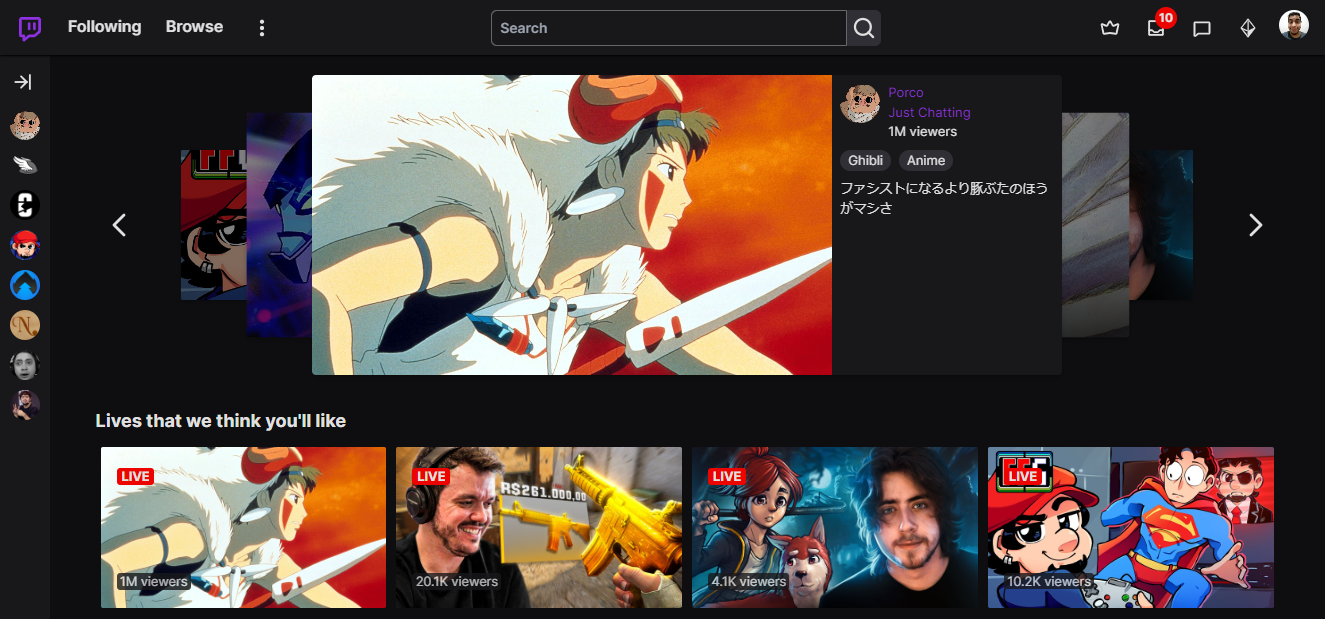 Following
Browse
Search
10
Porco
Just Chatting
1M viewers
Ghibli
Anime
ファシストになるより豚ぶたのほう
がマシさ
Lives that we think you'll like
LIVE
1M viewers
LIVE
R$261.000,00
20.1K viewers
LIVE
4.1K viewers
LIVE
10.2K viewers